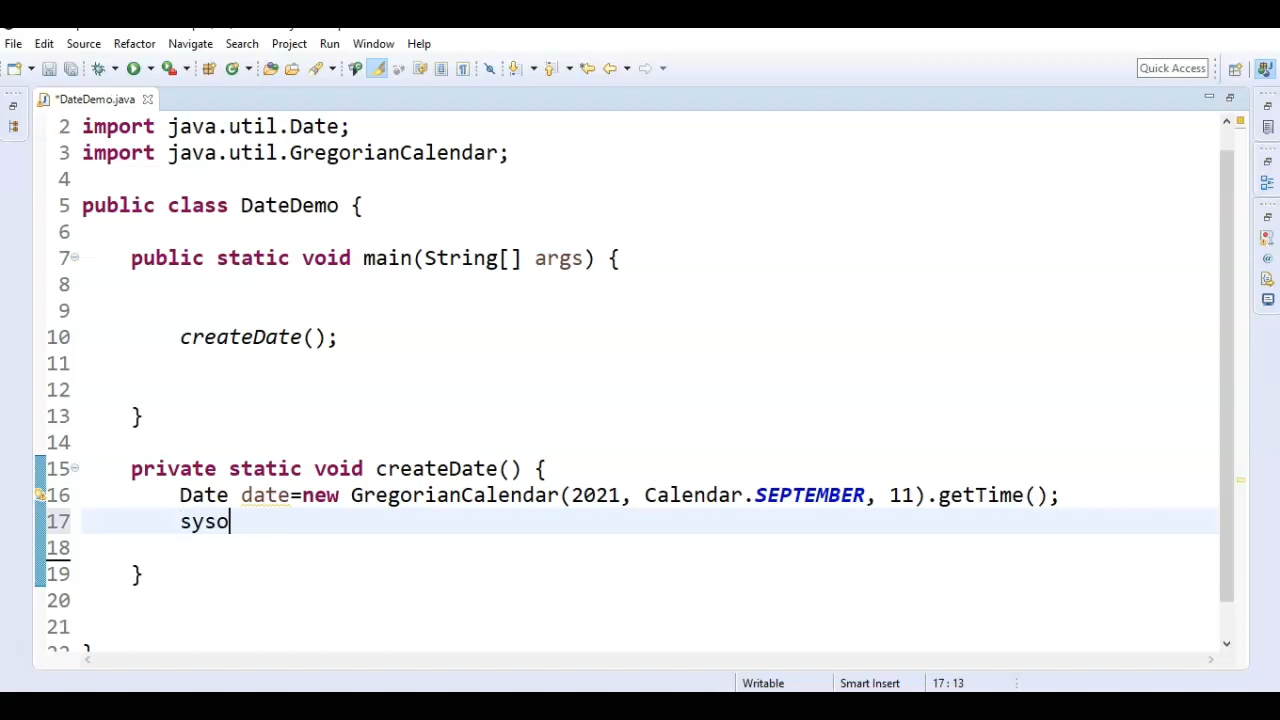 File Edit Source Refactor Navigate Search Project Run Window Help
Quick Access
*DateDemo.java
2 import java.util.Date;
3 import java.util.GregorianCalendar;
4
5 public class DateDemo {
6
7 public static void main(String[] args) {
8
9
10 createDate();
11
12
13 }
14
15 private static void createDate() {
16 Date date=new GregorianCalendar(2021, Calendar.SEPTEMBER, 11).getTime();
17 syso
18
19 }
20
21
22 }
Writable Smart Insert 17 : 13